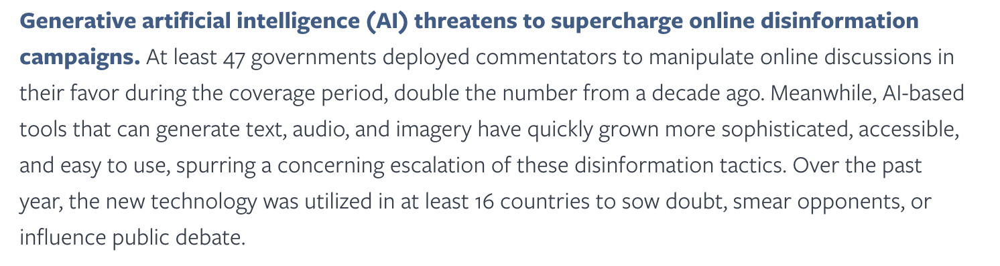 Generative artificial intelligence (AI) threatens to supercharge online disinformation
campaigns. At least 47 governments deployed commentators to manipulate online discussions in
their favor during the coverage period, double the number from a decade ago. Meanwhile, AI-based
tools that can generate text, audio, and imagery have quickly grown more sophisticated, accessible,
and easy to use, spurring a concerning escalation of these disinformation tactics. Over the past
year, the new technology was utilized in at least 16 countries to sow doubt, smear opponents, or
influence public debate.